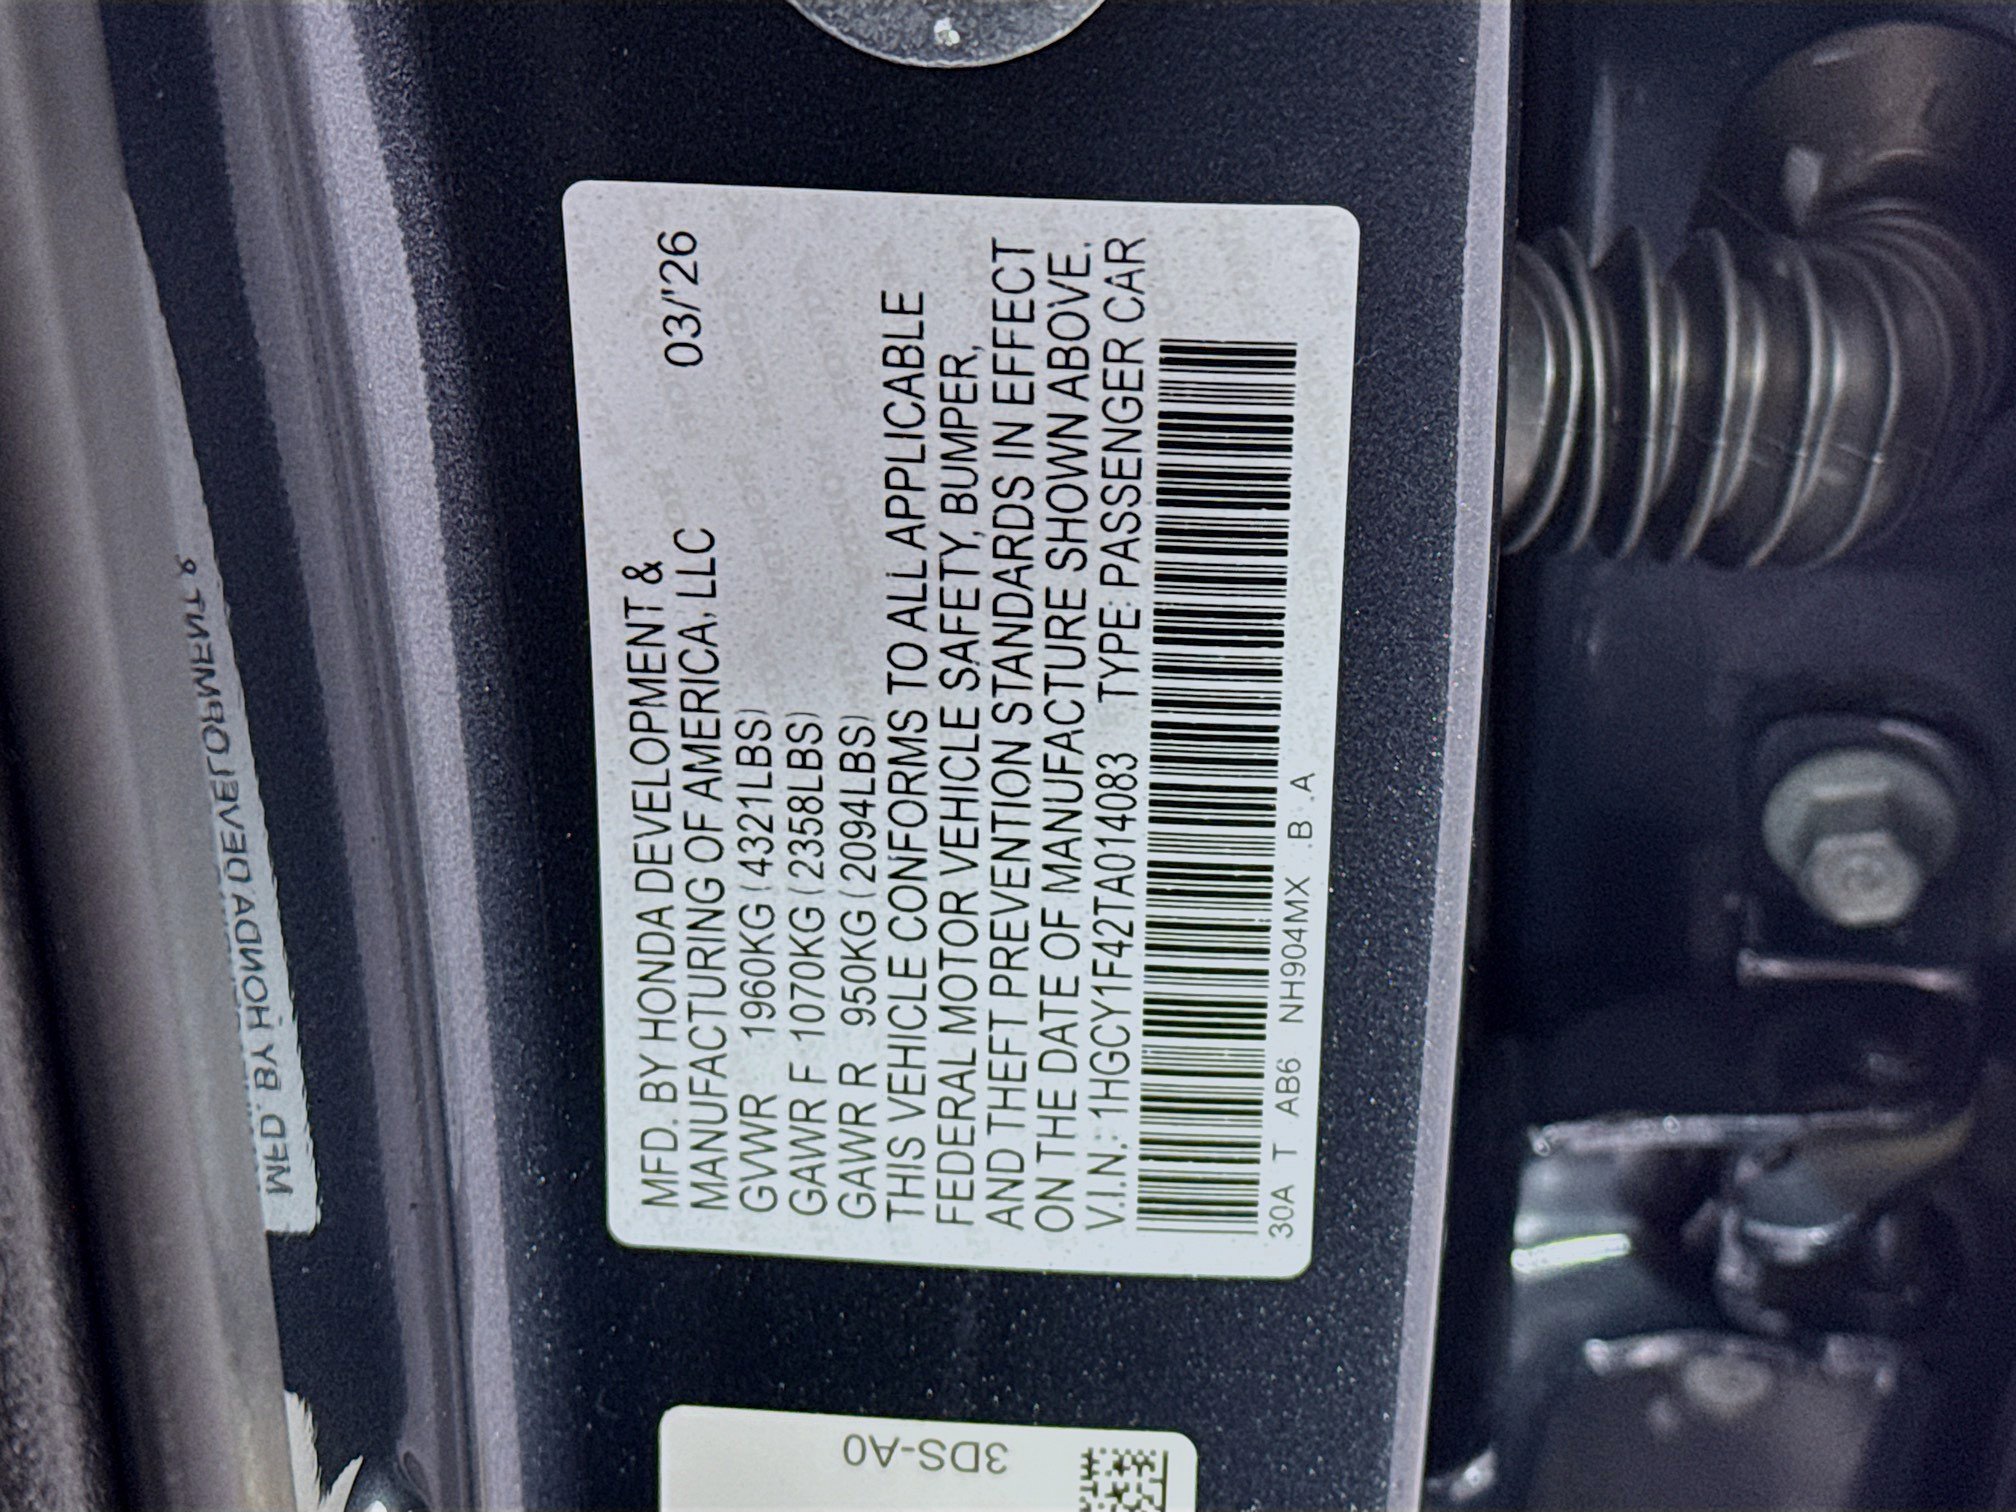 MFD. BY HONDA DEVELOPMENT &
MANUFACTURING OF AMERICA, LLC 03/'26
GVWR 1960KG (4321LBS)
GAWR F 1070KG (2358LBS)
GAWR R 950KG (2094LBS)
THIS VEHICLE CONFORMS TO ALL APPLICABLE
FEDERAL MOTOR VEHICLE SAFETY, BUMPER,
AND THEFT PREVENTION STANDARDS IN EFFECT
ON THE DATE OF MANUFACTURE SHOWN ABOVE.
V.I.N.: 1HGCY1F42TA014083 TYPE: PASSENGER CAR
30A T AB6 NH904MX .B .A
3DS-A0
MFD. BY HONDA DEVELOPMENT &